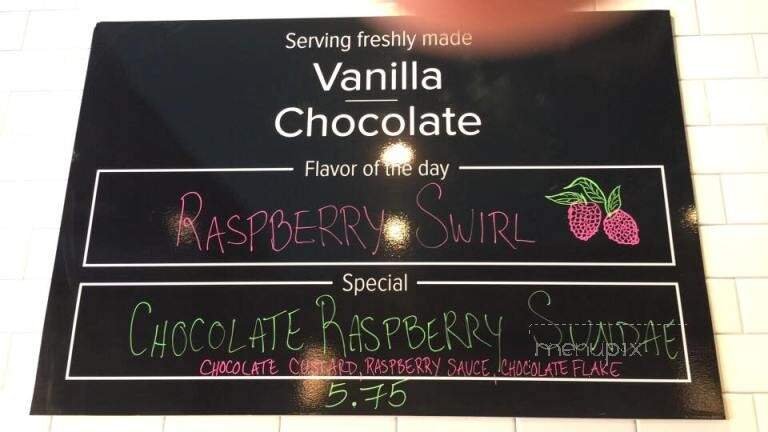 Serving freshly made
Vanilla
Chocolate
Flavor of the day
RASPBERRY SWIRL
Special
CHOCOLATE RASPBERRY SUNDAE
menupix
CHOCOLATE CUSTARD, RASPBERRY SAUCE, CHOCOLATE FLAKE
5.75